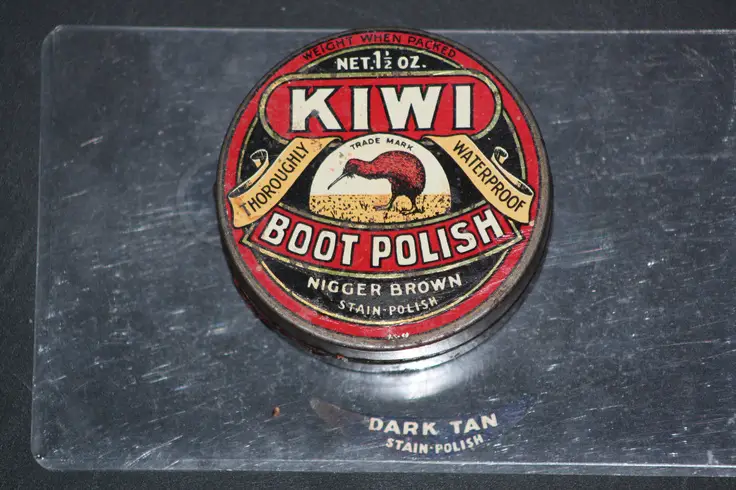 WEIGHT WHEN PACKED
NET. 1½ OZ.
KIWI
TRADE MARK
THOROUGHLY
WATERPROOF
BOOT POLISH
NIGGER BROWN
STAIN-POLISH
DARK TAN
STAIN-POLISH